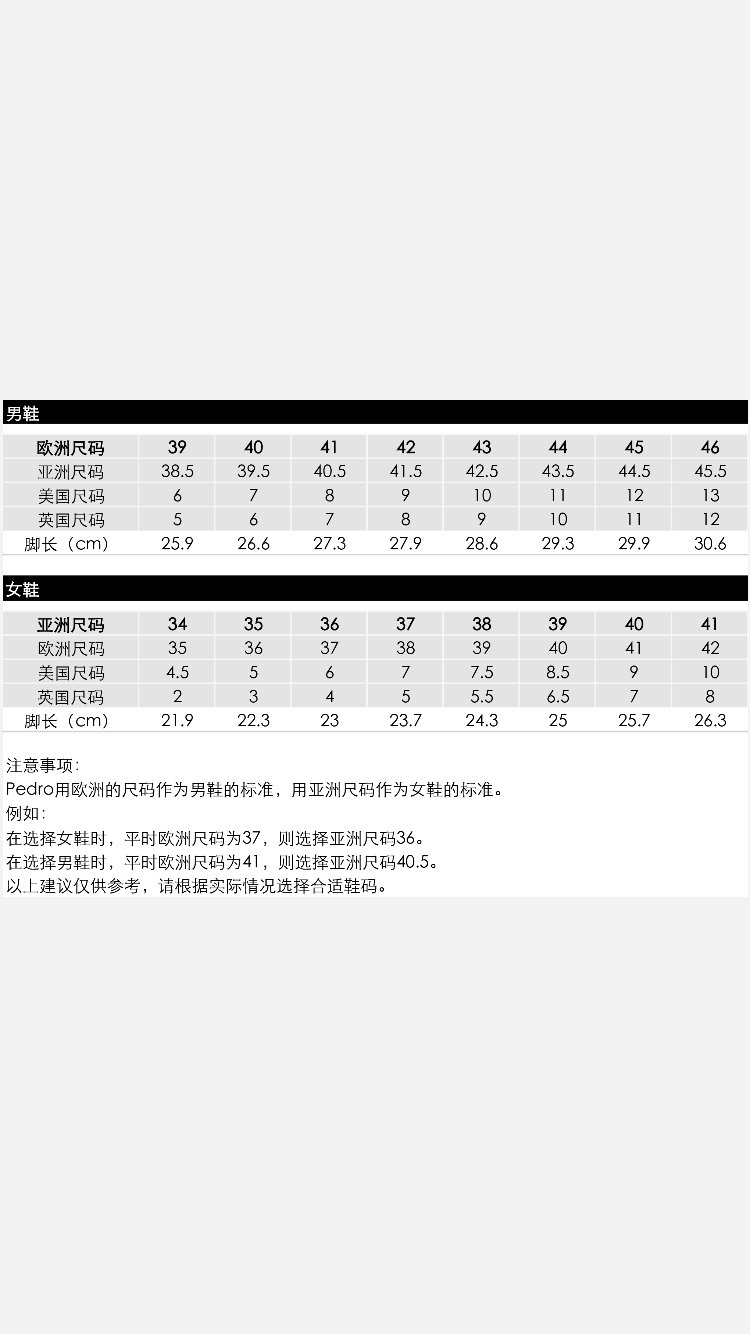 男鞋
欧洲尺码 39 40 41 42 43 44 45 46
亚洲尺码 38.5 39.5 40.5 41.5 42.5 43.5 44.5 45.5
美国尺码 6 7 8 9 10 11 12 13
英国尺码 5 6 7 8 9 10 11 12
脚长（cm） 25.9 26.6 27.3 27.9 28.6 29.3 29.9 30.6
女鞋
亚洲尺码 34 35 36 37 38 39 40 41
欧洲尺码 35 36 37 38 39 40 41 42
美国尺码 4.5 5 6 7 7.5 8.5 9 10
英国尺码 2 3 4 5 5.5 6.5 7 8
脚长（cm） 21.9 22.3 23 23.7 24.3 25 25.7 26.3
注意事项：
Pedro用欧洲的尺码作为男鞋的标准，用亚洲尺码作为女鞋的标准。
例如：
在选择女鞋时，平时欧洲尺码为37，则选择亚洲尺码36。
在选择男鞋时，平时欧洲尺码为41，则选择亚洲尺码40.5。
以上建议仅供参考，请根据实际情况选择合适鞋码。